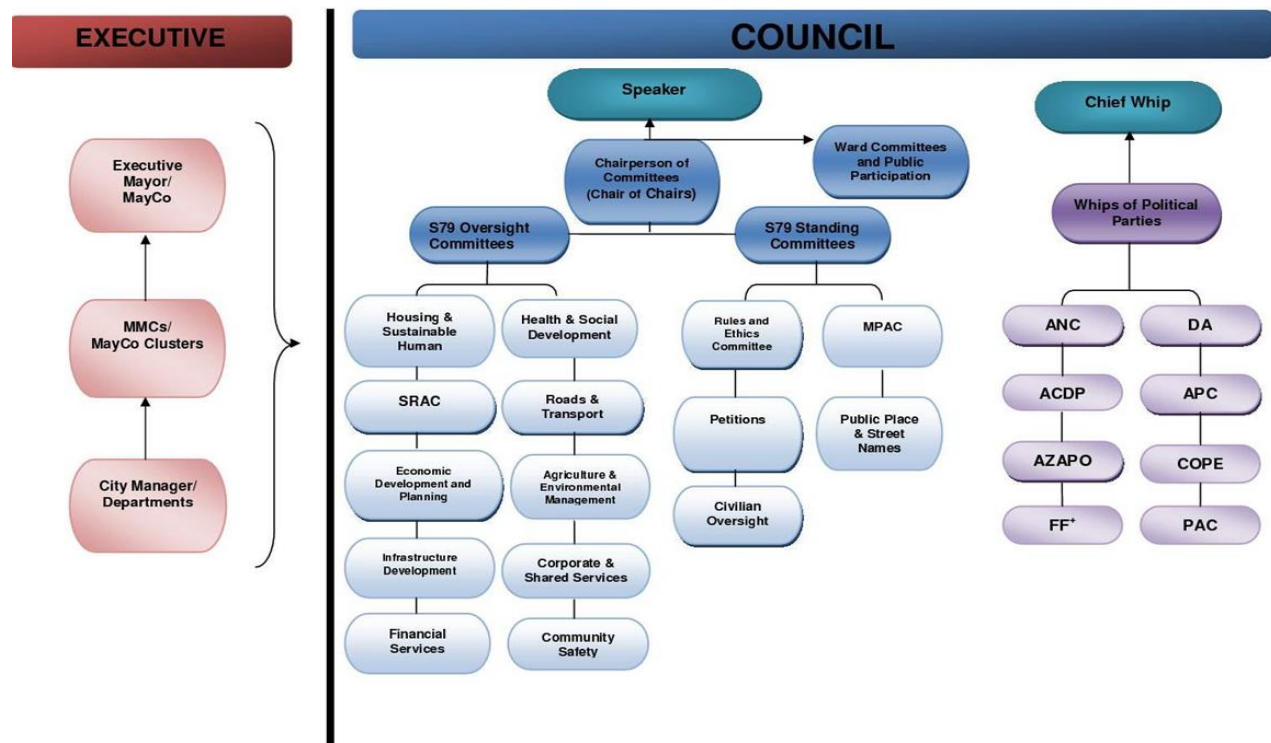 EXECUTIVE
Executive
Mayor/
MayCo
MMCs/
MayCo Clusters
City Manager/
Departments
COUNCIL
Speaker
Chairperson of
Committees
(Chair of Chairs)
Ward Committees
and Public
Participation
S79 Oversight
Committees
Housing &
Sustainable
Human
SRAC
Economic
Development and
Planning
Infrastructure
Development
Financial
Services
Health & Social
Development
Roads &
Transport
Agriculture &
Environmental
Management
Corporate &
Shared Services
Community
Safety
S79 Standing
Committees
Rules and
Ethics
Committee
Petitions
Civilian
Oversight
MPAC
Public Place
& Street
Names
Chief Whip
Whips of Political
Parties
ANC
ACDP
AZAPO
FF+
DA
APC
COPE
PAC